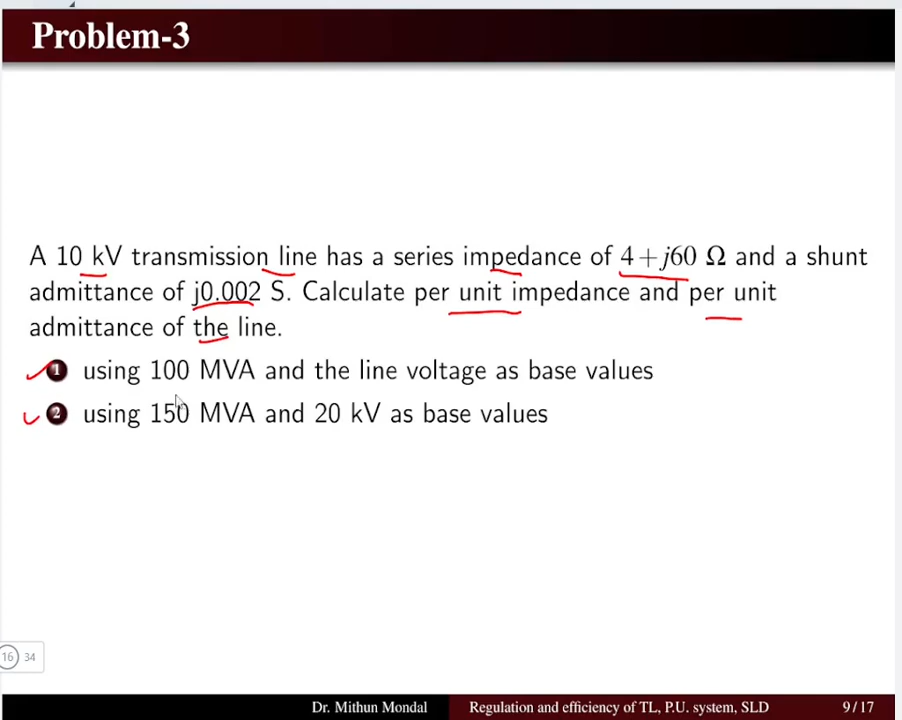 Problem-3
A 10 kV transmission line has a series impedance of 4+j60 Ω and a shunt
admittance of j0.002 S. Calculate per unit impedance and per unit
admittance of the line.
1 using 100 MVA and the line voltage as base values
2 using 150 MVA and 20 kV as base values
16 34
Dr. Mithun Mondal Regulation and efficiency of TL, P.U. system, SLD 9/17